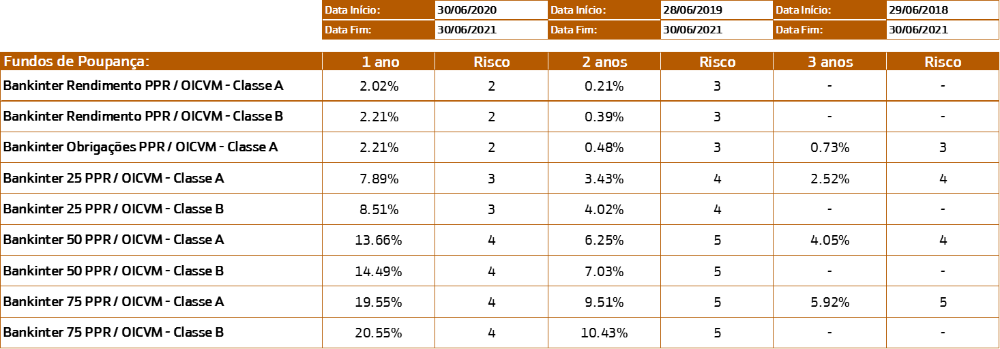 Data Início: 30/06/2020 Data Início: 28/06/2019 Data Início: 29/06/2018
Data Fim: 30/06/2021 Data Fim: 30/06/2021 Data Fim: 30/06/2021
Fundos de Poupança: 1 ano Risco 2 anos Risco 3 anos Risco
Bankinter Rendimento PPR / OICVM - Classe A 2.02% 2 0.21% 3 - -
Bankinter Rendimento PPR / OICVM - Classe B 2.21% 2 0.39% 3 - -
Bankinter Obrigações PPR / OICVM - Classe A 2.21% 2 0.48% 3 0.73% 3
Bankinter 25 PPR / OICVM - Classe A 7.89% 3 3.43% 4 2.52% 4
Bankinter 25 PPR / OICVM - Classe B 8.51% 3 4.02% 4 - -
Bankinter 50 PPR / OICVM - Classe A 13.66% 4 6.25% 5 4.05% 4
Bankinter 50 PPR / OICVM - Classe B 14.49% 4 7.03% 5 - -
Bankinter 75 PPR / OICVM - Classe A 19.55% 4 9.51% 5 5.92% 5
Bankinter 75 PPR / OICVM - Classe B 20.55% 4 10.43% 5 - -